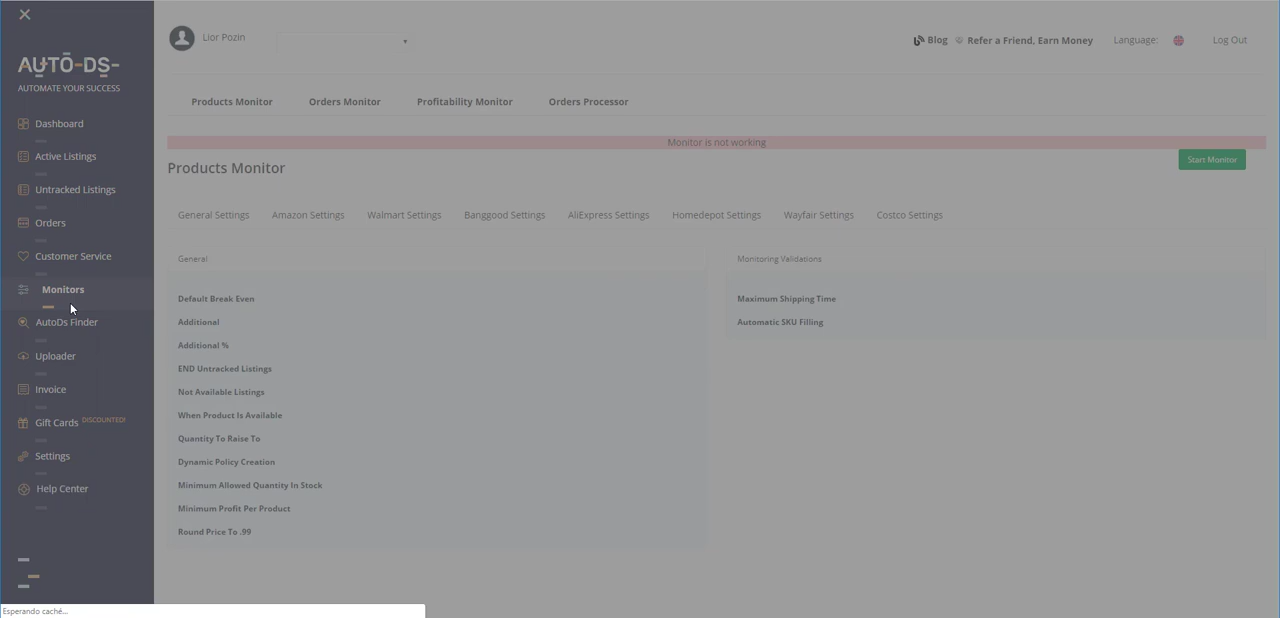 AUTO-DS-
AUTOMATE YOUR SUCCESS
Dashboard
Active Listings
Untracked Listings
Orders
Customer Service
Monitors
AutoDs Finder
Uploader
Invoice
Gift Cards DISCOUNTED!
Settings
Help Center
Lior Pozin
Blog Refer a Friend, Earn Money Language: Log Out
Products Monitor Orders Monitor Profitability Monitor Orders Processor
Monitor is not working
Products Monitor
Start Monitor
General Settings Amazon Settings Walmart Settings Banggood Settings AliExpress Settings Homedepot Settings Wayfair Settings Costco Settings
General
Default Break Even
Additional
Additional %
END Untracked Listings
Not Available Listings
When Product Is Available
Quantity To Raise To
Dynamic Policy Creation
Minimum Allowed Quantity In Stock
Minimum Profit Per Product
Round Price To .99
Monitoring Validations
Maximum Shipping Time
Automatic SKU Filling
Esperando caché...